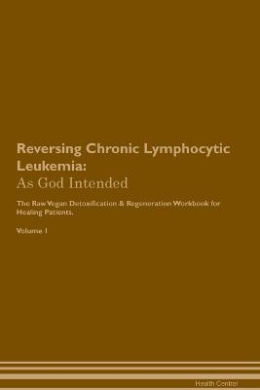 Reversing Chronic Lymphocytic
Leukemia:
As God Intended
The Raw Vegan Detoxification & Regeneration Workbook for
Healing Patients.
Volume 1
Health Central